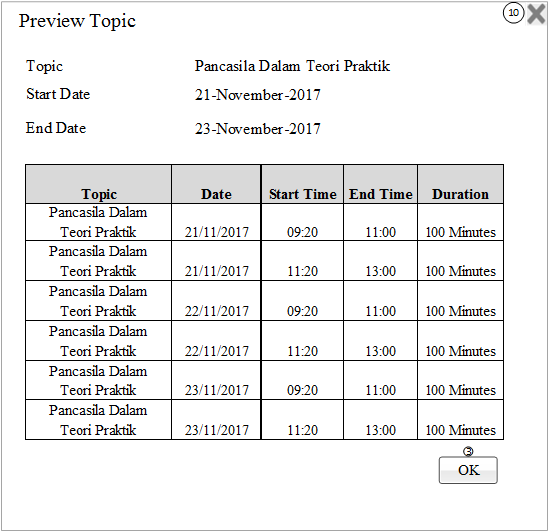 Preview Topic
10
Topic Pancasila Dalam Teori Praktik
Start Date 21-November-2017
End Date 23-November-2017
Topic Date Start Time End Time Duration
Pancasila Dalam
Teori Praktik 21/11/2017 09:20 11:00 100 Minutes
Pancasila Dalam
Teori Praktik 21/11/2017 11:20 13:00 100 Minutes
Pancasila Dalam
Teori Praktik 22/11/2017 09:20 11:00 100 Minutes
Pancasila Dalam
Teori Praktik 22/11/2017 11:20 13:00 100 Minutes
Pancasila Dalam
Teori Praktik 23/11/2017 09:20 11:00 100 Minutes
Pancasila Dalam
Teori Praktik 23/11/2017 11:20 13:00 100 Minutes
3
OK